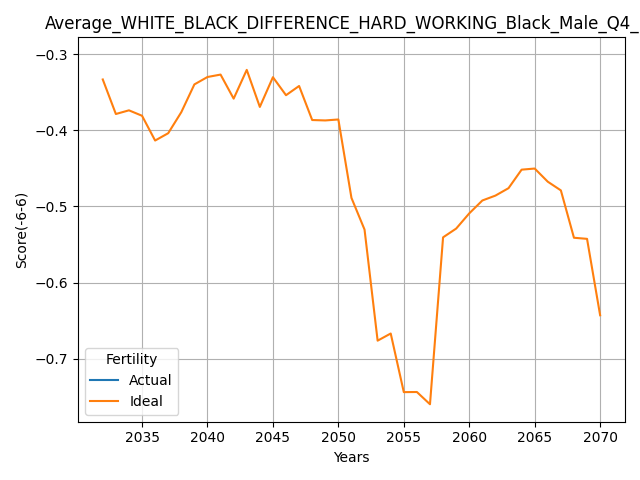 Average_WHITE_BLACK_DIFFERENCE_HARD_WORKING_Black_Male_Q4_
−0.3
−0.4
−0.5
−0.6
−0.7
Score(-6-6)
Fertility
Actual
Ideal
2035 2040 2045 2050 2055 2060 2065 2070
Years